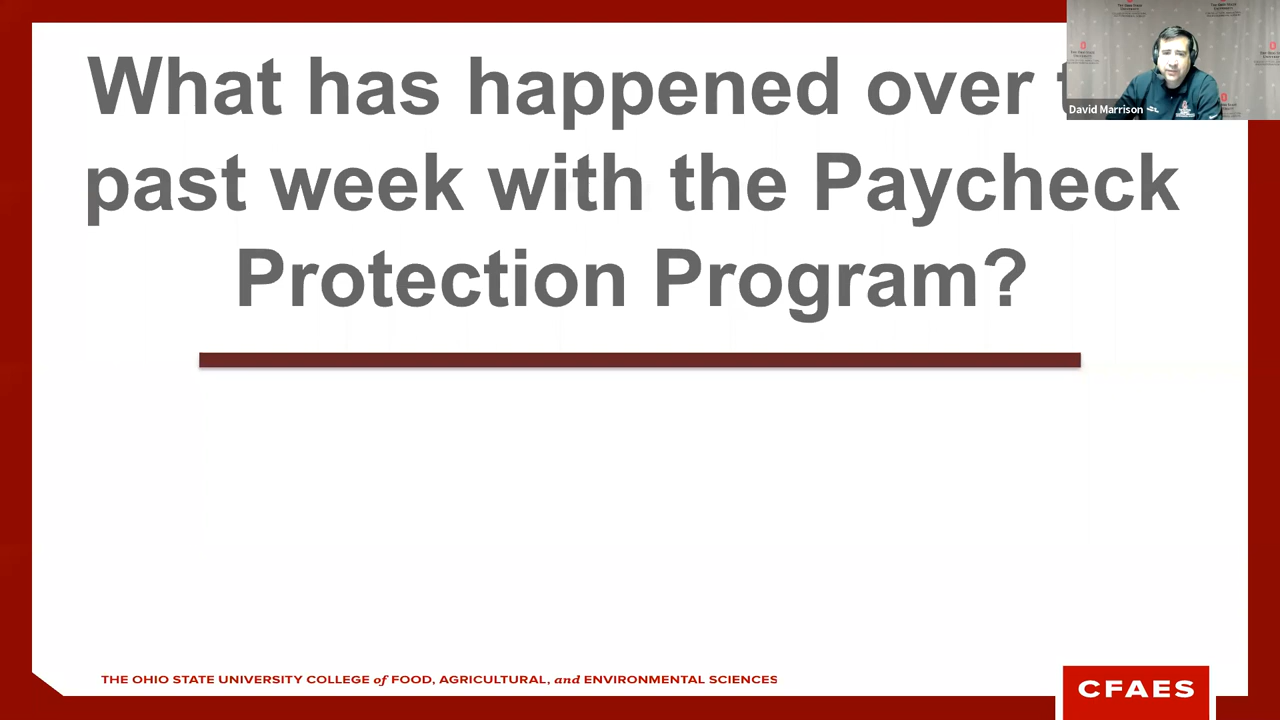 What has happened over t
past week with the Paycheck
Protection Program?
David Marrison
THE OHIO STATE UNIVERSITY COLLEGE of FOOD, AGRICULTURAL, and ENVIRONMENTAL SCIENCES
CFAES